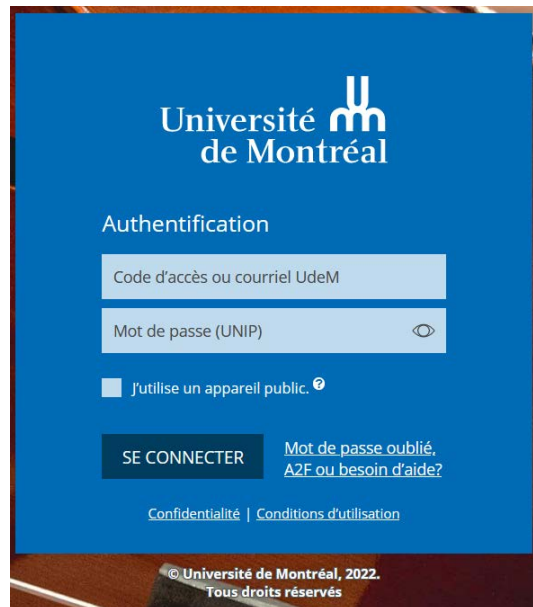 Université
de Montréal
Authentification
Code d'accès ou courriel UdeM
Mot de passe (UNIP)
J'utilise un appareil public. ?
SE CONNECTER
Mot de passe oublié,
A2F ou besoin d'aide?
Confidentialité | Conditions d'utilisation
© Université de Montréal, 2022.
Tous droits réservés